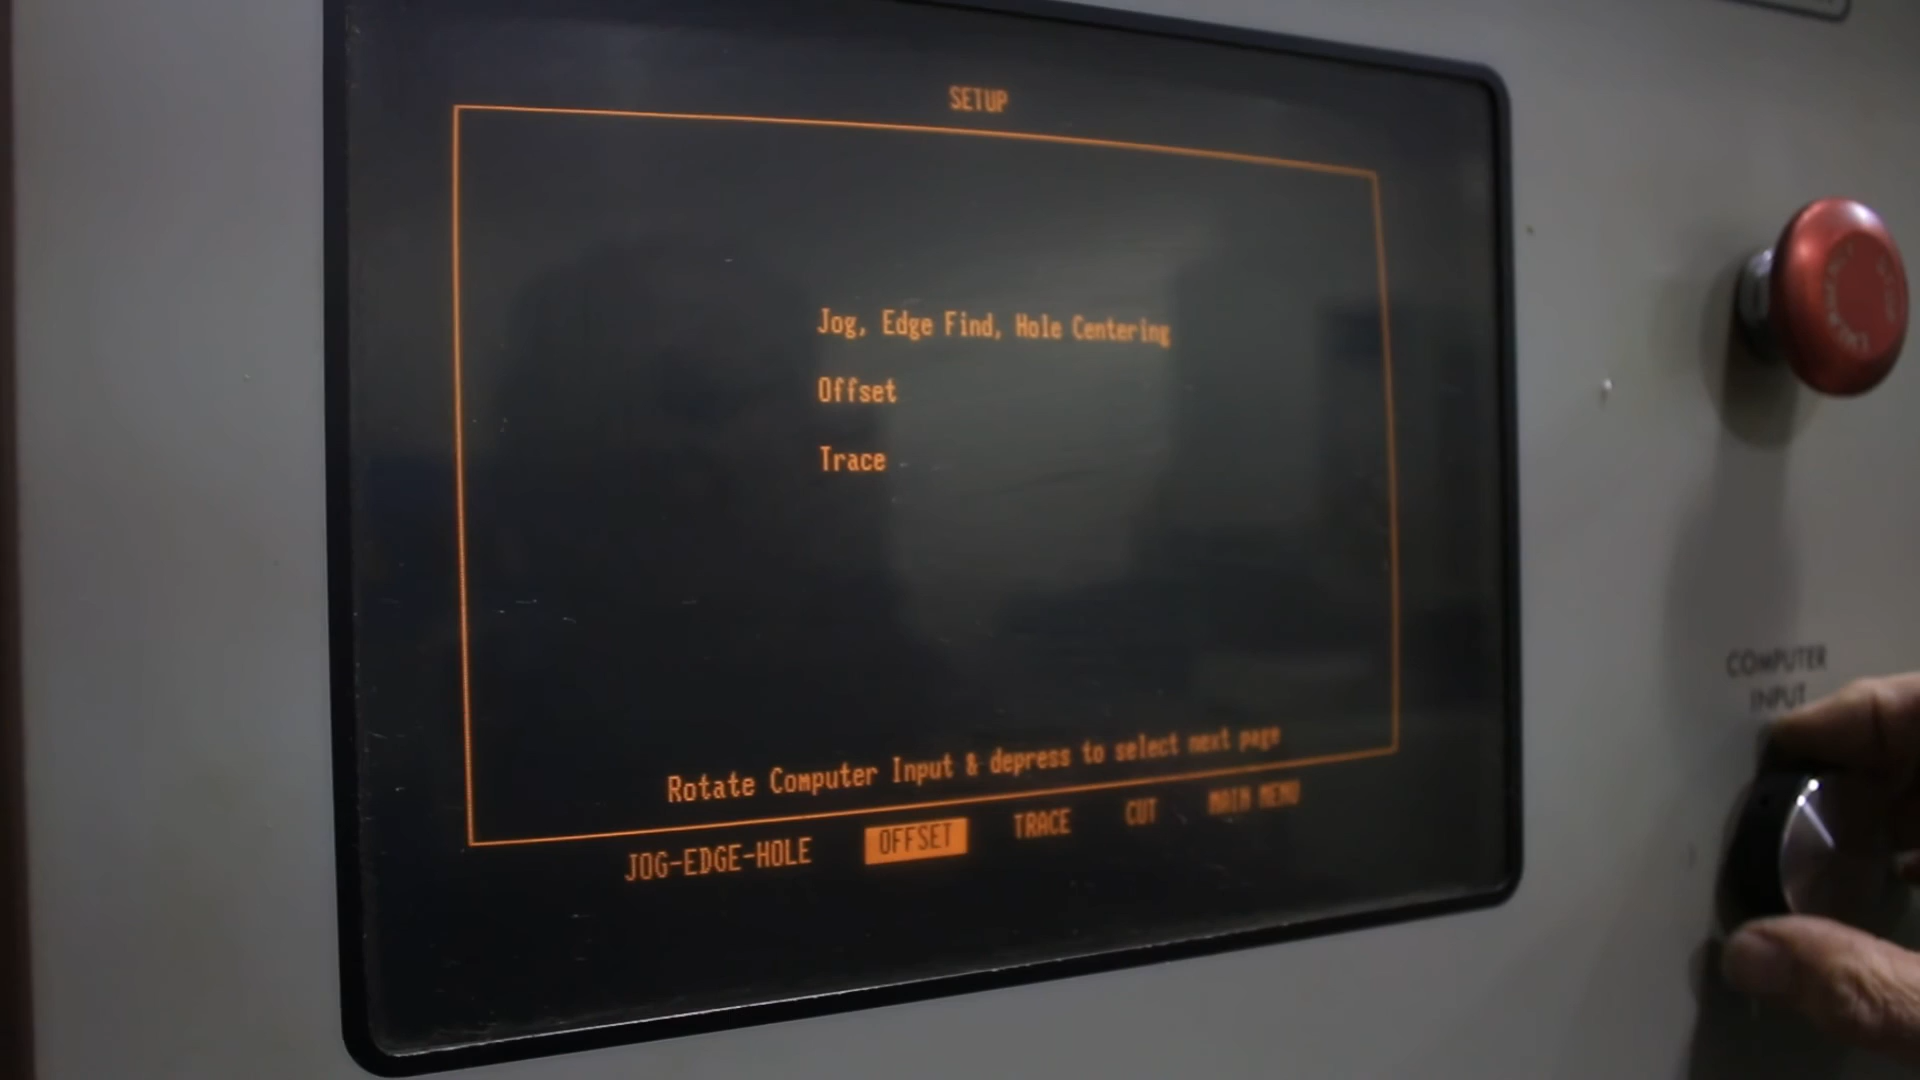 SETUP
Jog, Edge Find, Hole Centering
Offset
Trace
Rotate Computer Input & depress to select next page
JOG-EDGE-HOLE OFFSET TRACE CUT MAIN MENU
COMPUTER
INPUT